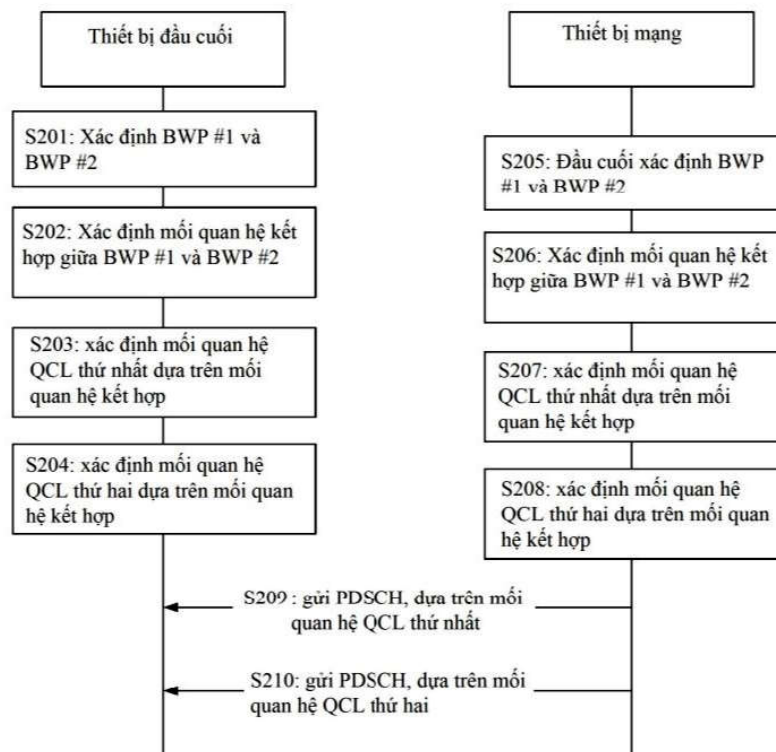 Thiết bị đầu cuối
Thiết bị mạng
S201: Xác định BWP #1 và
BWP #2
S205: Đầu cuối xác định BWP
#1 và BWP #2
S202: Xác định mối quan hệ kết
hợp giữa BWP #1 và BWP #2
S206: Xác định mối quan hệ kết
hợp giữa BWP #1 và BWP #2
S203: xác định mối quan hệ
QCL thứ nhất dựa trên mối
quan hệ kết hợp
S207: xác định mối quan hệ
QCL thứ nhất dựa trên mối
quan hệ kết hợp
S204: xác định mối quan hệ
QCL thứ hai dựa trên mối quan
hệ kết hợp
S208: xác định mối quan hệ
QCL thứ hai dựa trên mối quan
hệ kết hợp
S209 : gửi PDSCH, dựa trên mối
quan hệ QCL thứ nhất
S210: gửi PDSCH, dựa trên mối
quan hệ QCL thứ hai